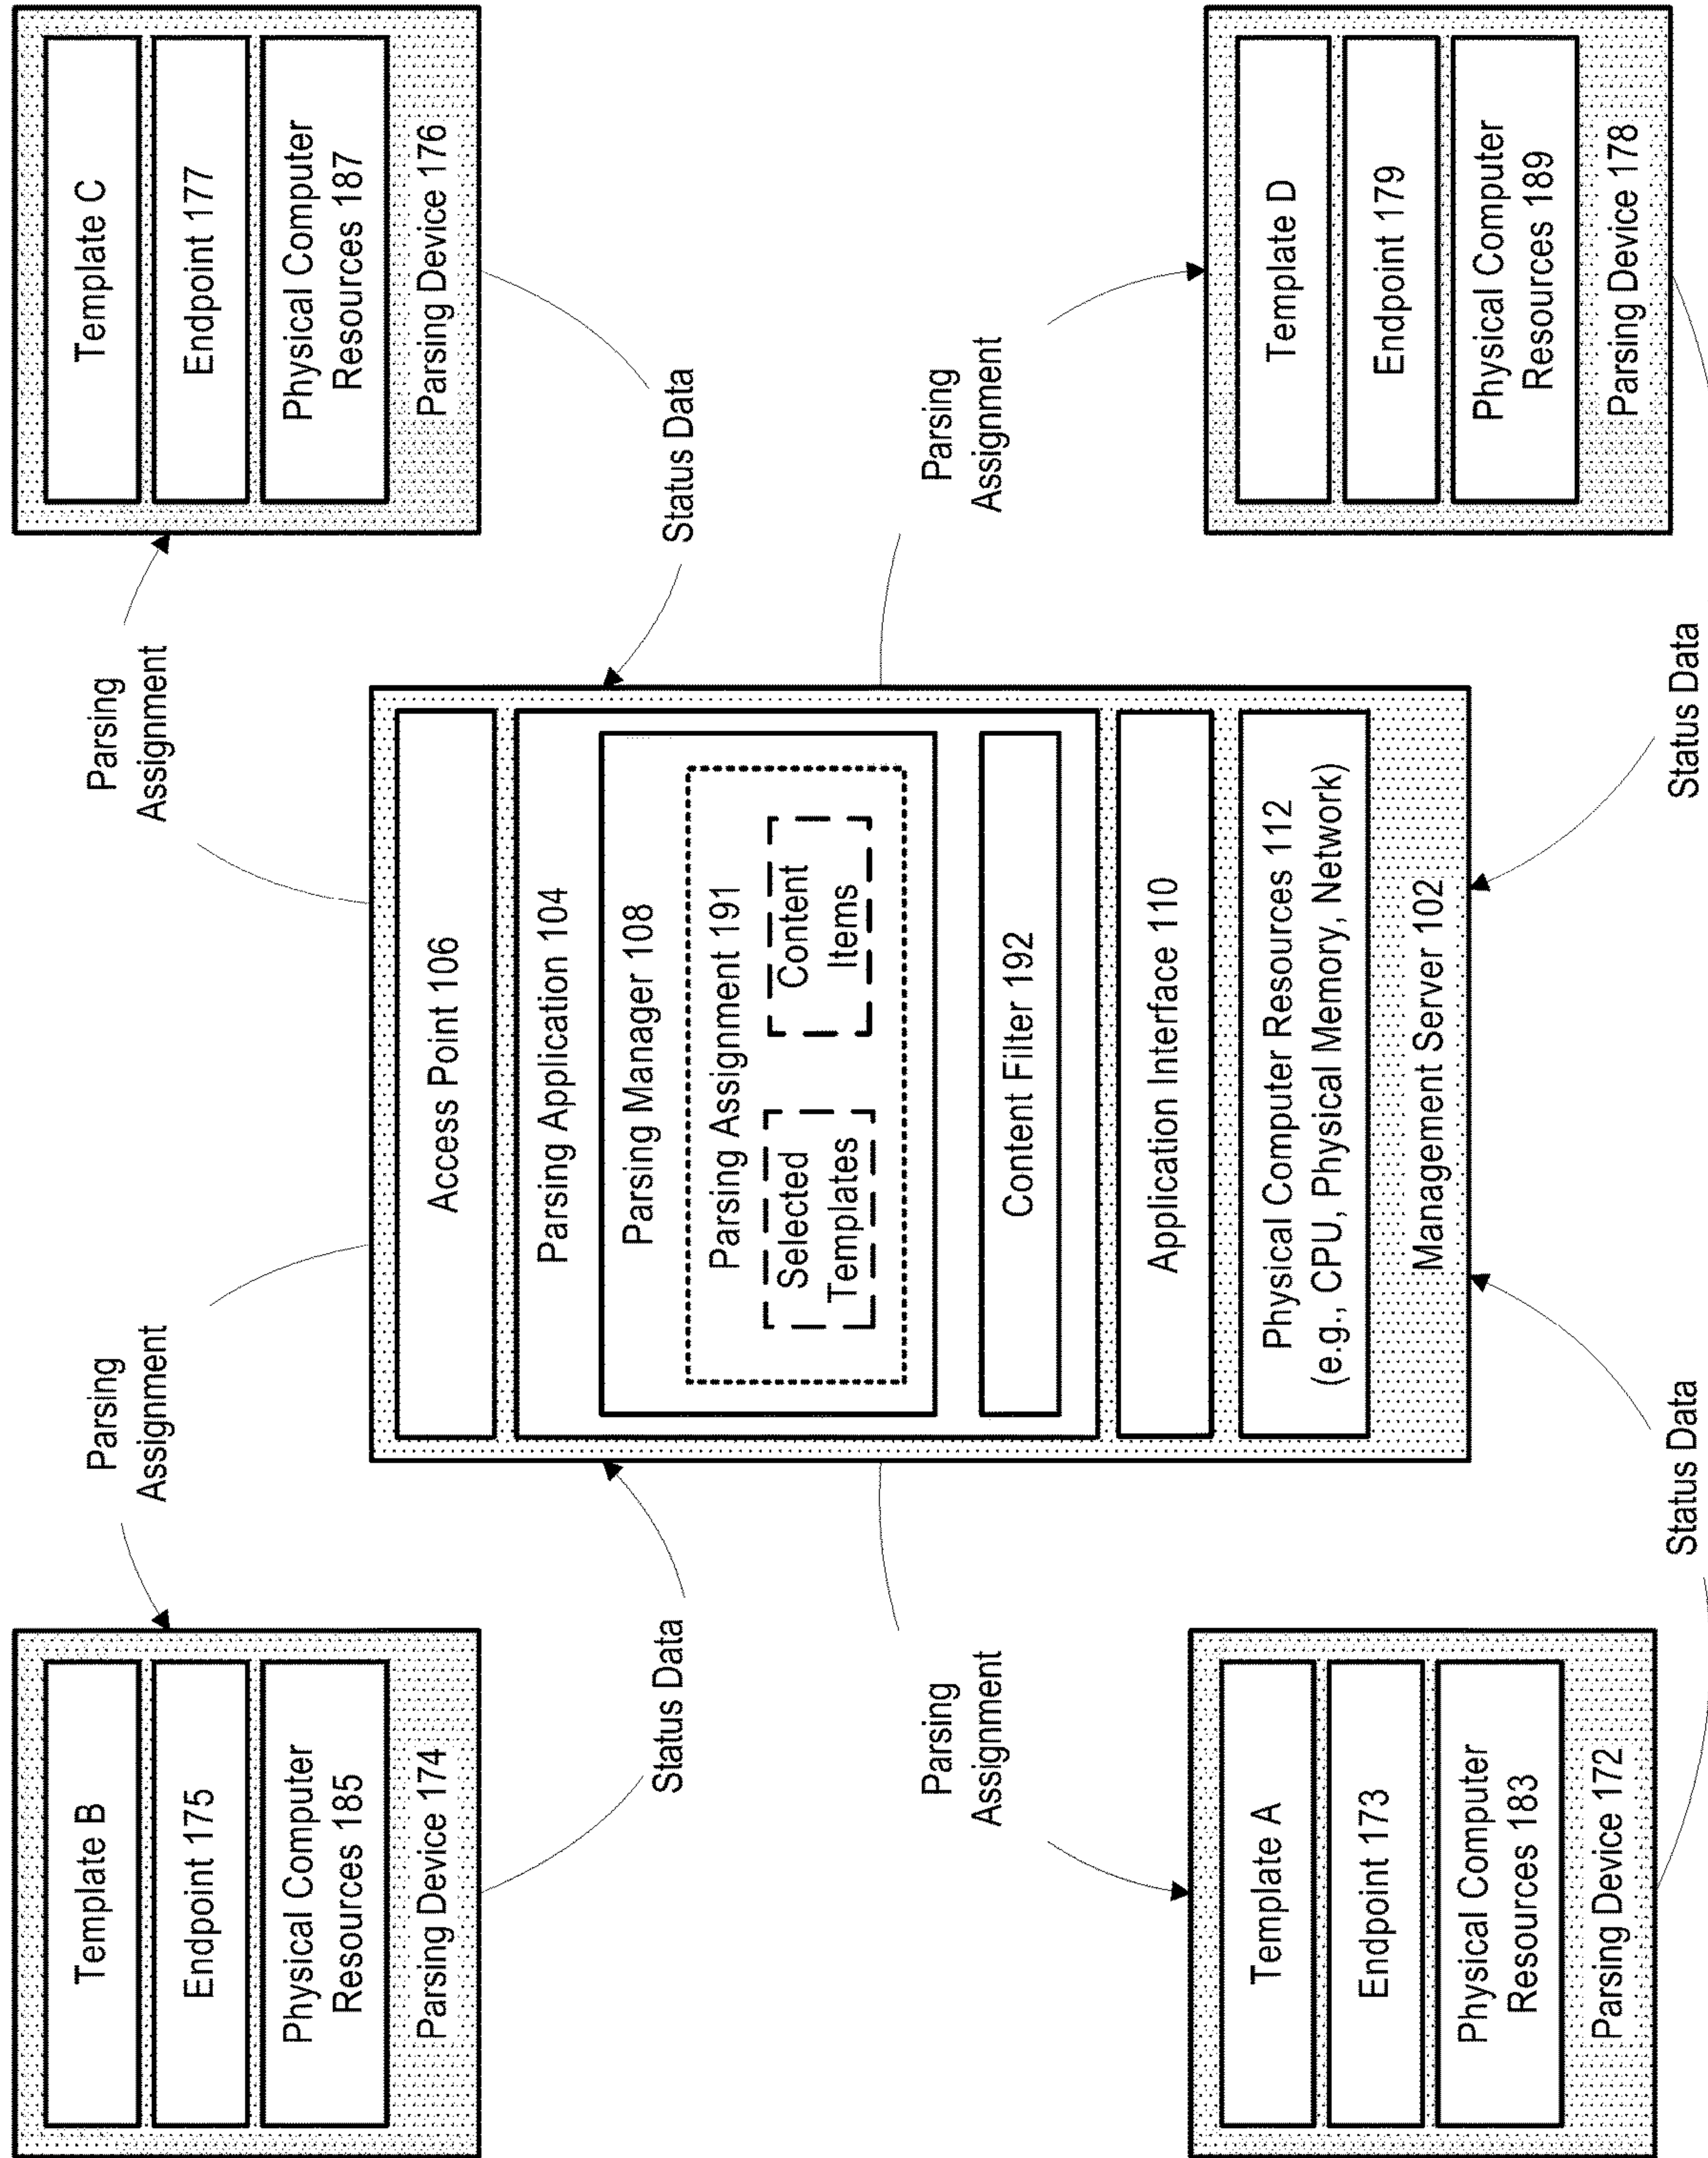 Template B
Endpoint 175
Physical Computer
Resources 185
Parsing Device 174
Parsing
Assignment
Parsing
Assignment
Template C
Endpoint 177
Physical Computer
Resources 187
Parsing Device 176
Status Data
Status Data
Access Point 106
Parsing Application 104
Parsing Manager 108
Parsing Assignment 191
Selected
Templates
Content
Items
Content Filter 192
Application Interface 110
Physical Computer Resources 112
(e.g., CPU, Physical Memory, Network)
Management Server 102
Parsing
Assignment
Parsing
Assignment
Template A
Endpoint 173
Physical Computer
Resources 183
Parsing Device 172
Template D
Endpoint 179
Physical Computer
Resources 189
Parsing Device 178
Status Data
Status Data